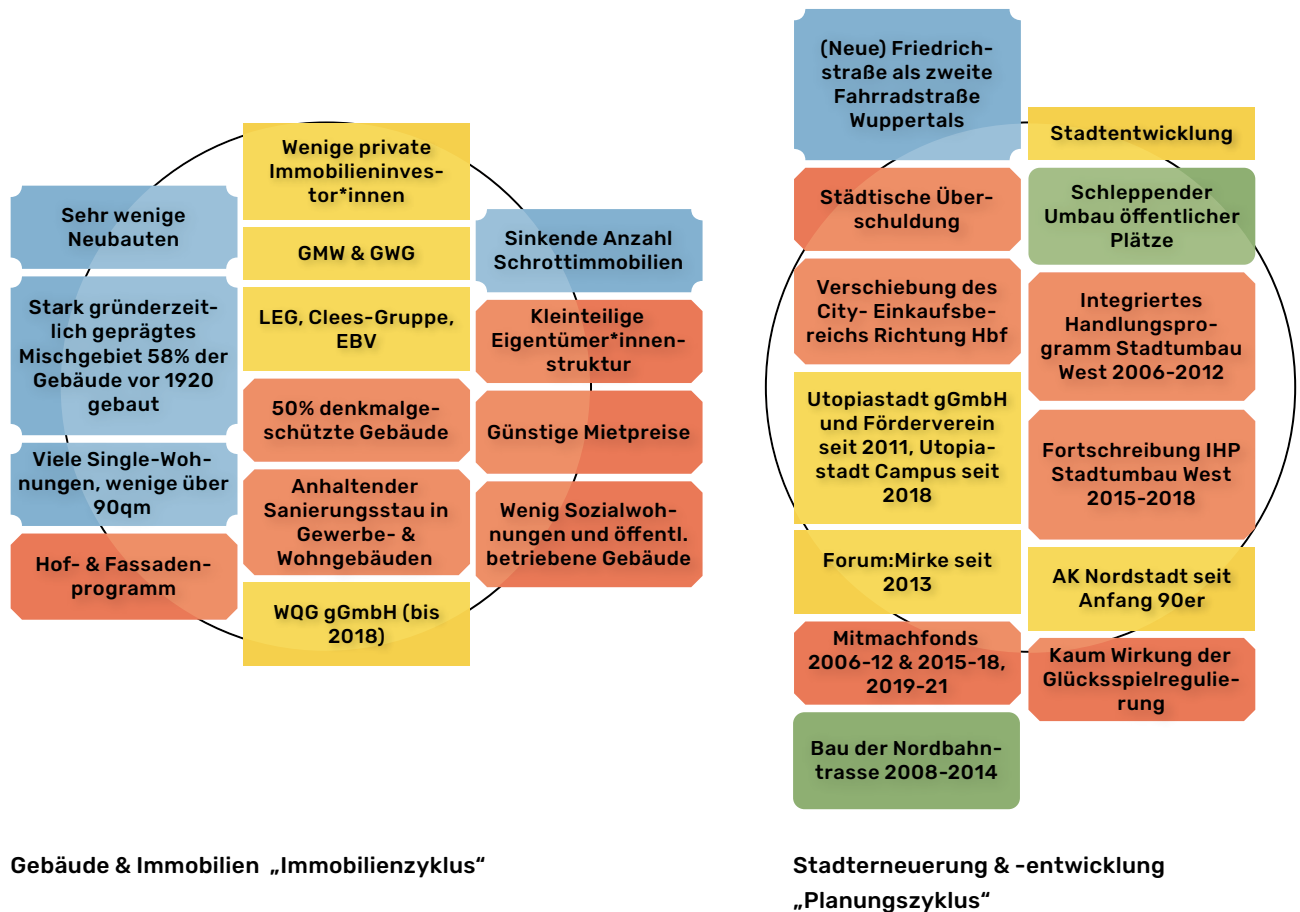 Sehr wenige
Neubauten
Stark gründerzeit-
lich geprägtes
Mischgebiet 58% der
Gebäude vor 1920
gebaut
Viele Single-Woh-
nungen, wenige über
90qm
Hof- & Fassaden-
programm
Wenige private
Immobilieninves-
tor*innen
GMW & GWG
LEG, Clees-Gruppe,
EBV
50% denkmalge-
schützte Gebäude
Anhaltender
Sanierungsstau in
Gewerbe- &
Wohngebäuden
WQG gGmbH (bis
2018)
Sinkende Anzahl
Schrottimmobilien
Kleinteilige
Eigentümer*innen-
struktur
Günstige Mietpreise
Wenig Sozialwoh-
nungen und öffentl.
betriebene Gebäude
Gebäude & Immobilien „Immobilienzyklus“
(Neue) Friedrich-
straße als zweite
Fahrradstraße
Wuppertals
Städtische Über-
schuldung
Verschiebung des
City- Einkaufsbe-
reichs Richtung Hbf
Utopiastadt gGmbH
und Förderverein
seit 2011, Utopia-
stadt Campus seit
2018
Forum:Mirke seit
2013
Mitmachfonds
2006-12 & 2015-18,
2019-21
Bau der Nordbahn-
trasse 2008-2014
Stadtentwicklung
Schleppender
Umbau öffentlicher
Plätze
Integriertes
Handlungspro-
gramm Stadtumbau
West 2006-2012
Fortschreibung IHP
Stadtumbau West
2015-2018
AK Nordstadt seit
Anfang 90er
Kaum Wirkung der
Glücksspielregulie-
rung
Stadterneuerung & -entwicklung
„Planungszyklus“